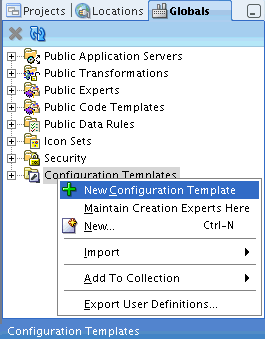 Projects Locations Globals
Public Application Servers
Public Transformations
Public Experts
Public Code Templates
Public Data Rules
Icon Sets
Security
Configuration Templates
New Configuration Template
Maintain Creation Experts Here
New... Ctrl-N
Import
Add To Collection
Export User Definitions...
Configuration Templates